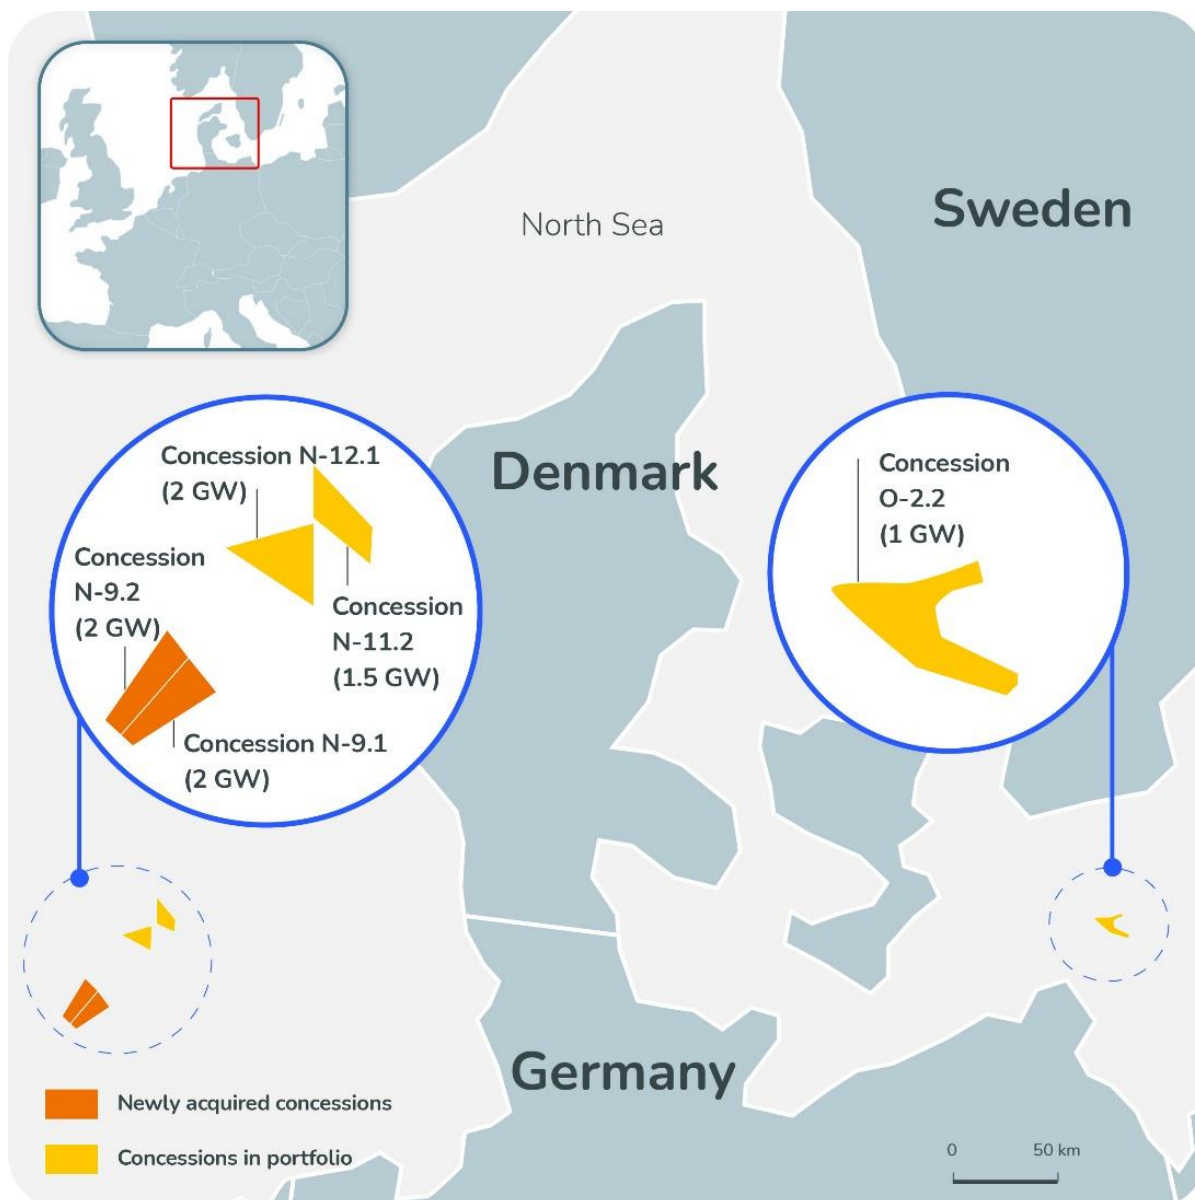 Sweden
North Sea
Denmark
Concession N-12.1
(2 GW)
Concession
N-9.2
(2 GW)
Concession
N-11.2
(1.5 GW)
Concession N-9.1
(2 GW)
Concession
O-2.2
(1 GW)
Germany
Newly acquired concessions
Concessions in portfolio
0 50 km